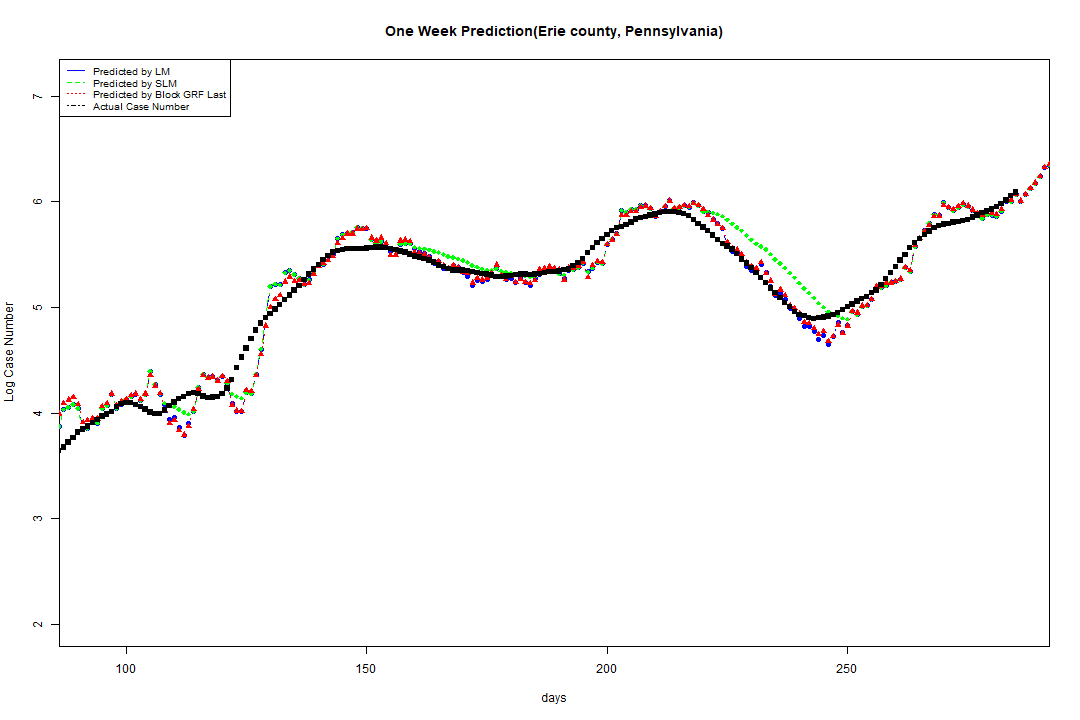 One Week Prediction(Erie county, Pennsylvania)
Predicted by LM
Predicted by SLM
Predicted by Block GRF Last
Actual Case Number
Log Case Number
7
6
5
4
3
2
100 150 200 250
days